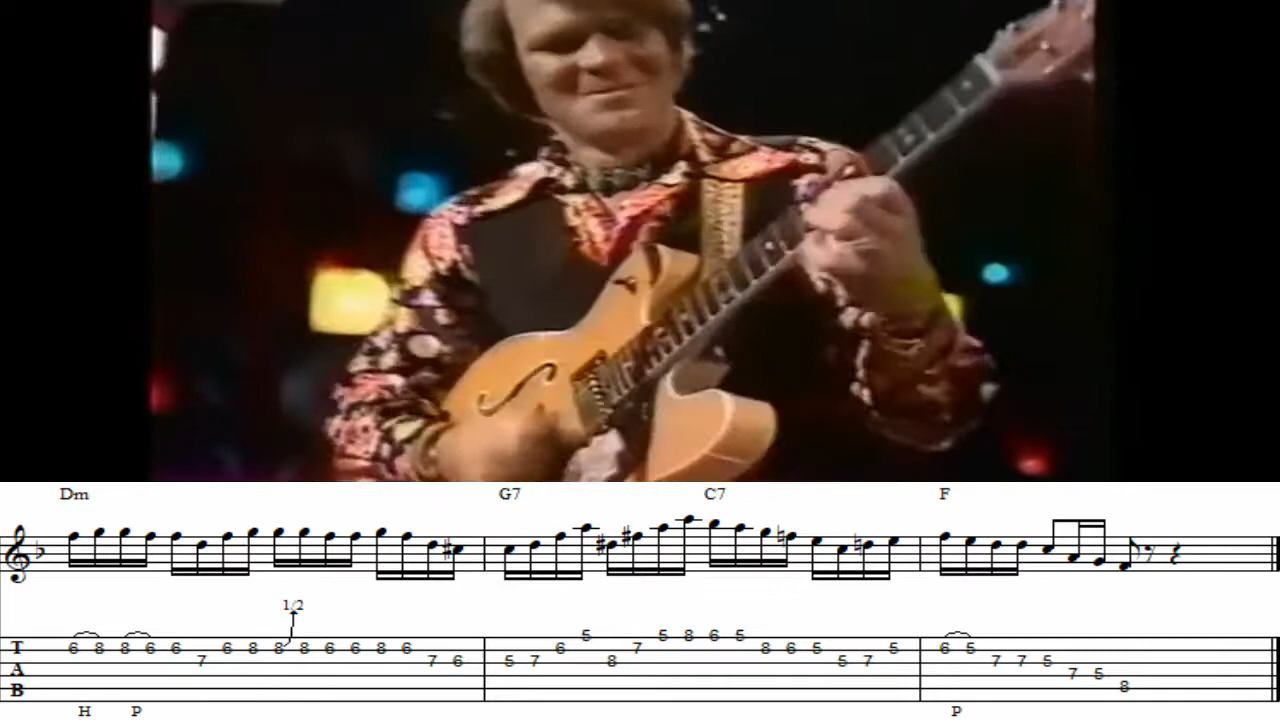 Dm G7 C7 F
1/2
5 5 8 6 5
T 6 8 8 6 6 6 8 8 8 6 6 8 6 6 7 8 6 5 5 6 5
A 7 7 6 5 7 8 5 7 7 7 5
7 5
B 8
H P P